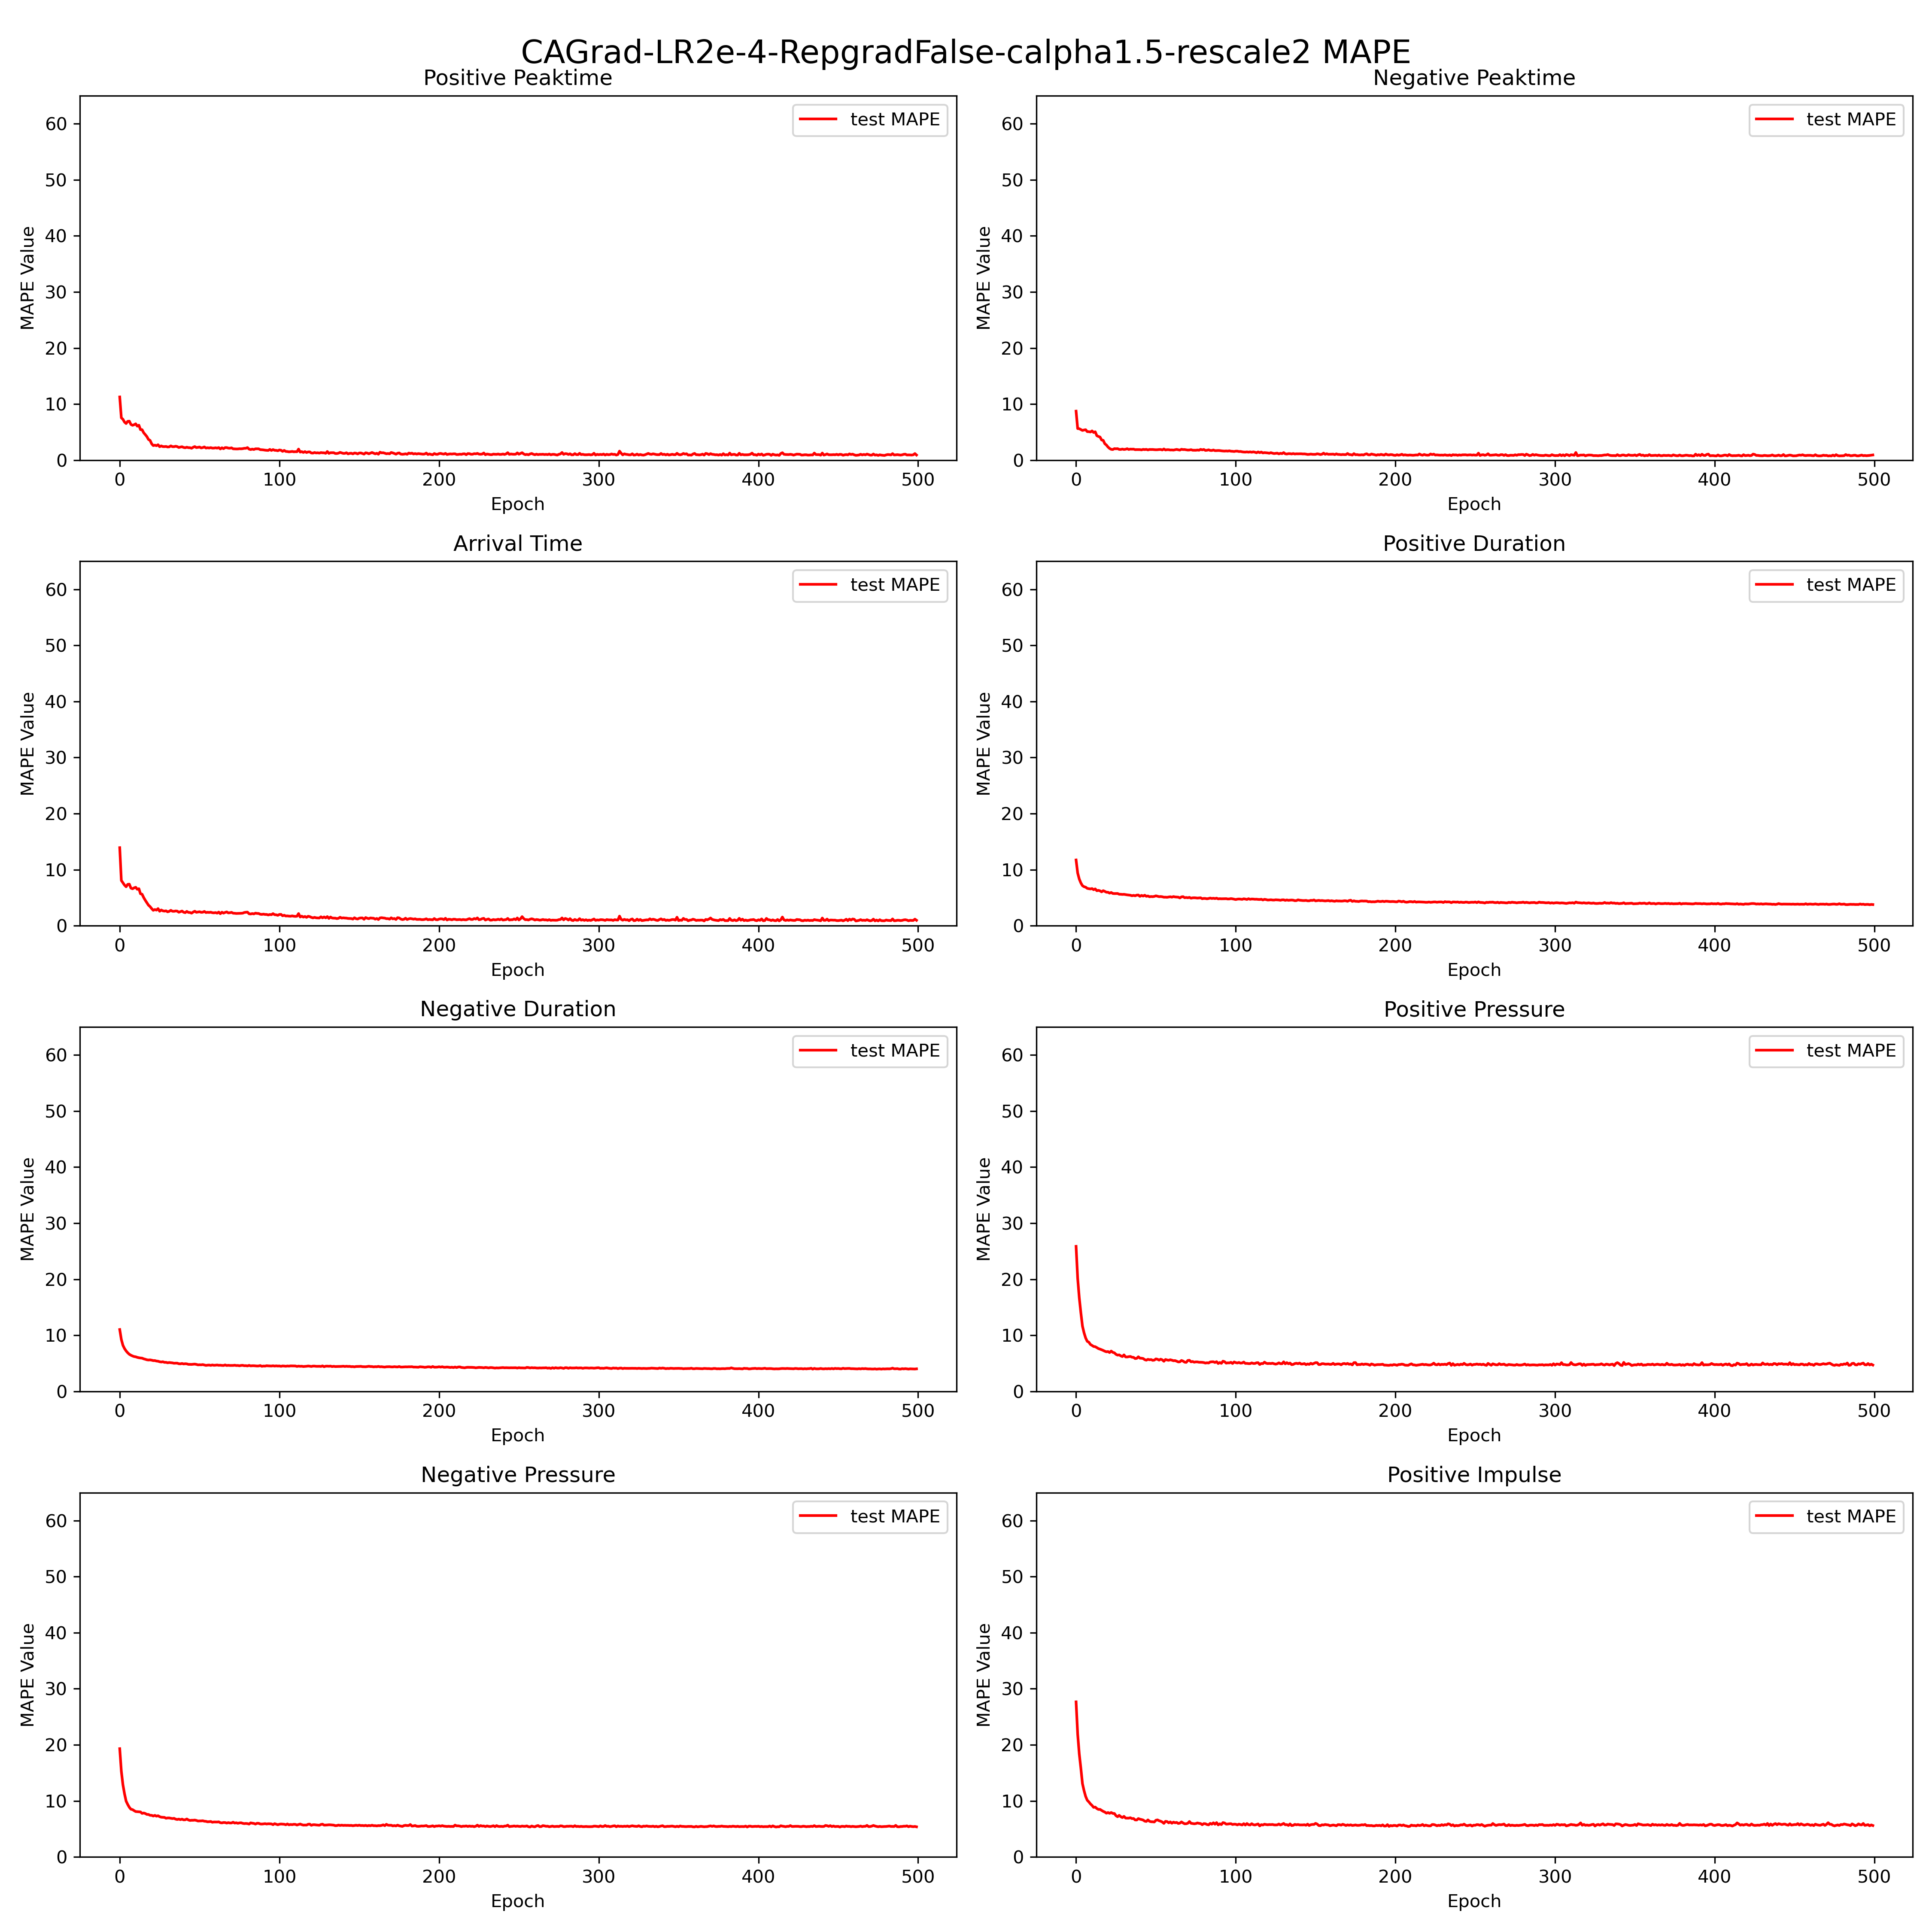 CAGrad-LR2e-4-RepgradFalse-calpha1.5-rescale2 MAPE
Positive Peaktime
test MAPE
MAPE Value
60
50
40
30
20
10
0
0 100 200 300 400 500
Epoch
Negative Peaktime
test MAPE
MAPE Value
60
50
40
30
20
10
0
0 100 200 300 400 500
Epoch
Arrival Time
test MAPE
MAPE Value
60
50
40
30
20
10
0
0 100 200 300 400 500
Epoch
Positive Duration
test MAPE
MAPE Value
60
50
40
30
20
10
0
0 100 200 300 400 500
Epoch
Negative Duration
test MAPE
MAPE Value
60
50
40
30
20
10
0
0 100 200 300 400 500
Epoch
Positive Pressure
test MAPE
MAPE Value
60
50
40
30
20
10
0
0 100 200 300 400 500
Epoch
Negative Pressure
test MAPE
MAPE Value
60
50
40
30
20
10
0
0 100 200 300 400 500
Epoch
Positive Impulse
test MAPE
MAPE Value
60
50
40
30
20
10
0
0 100 200 300 400 500
Epoch